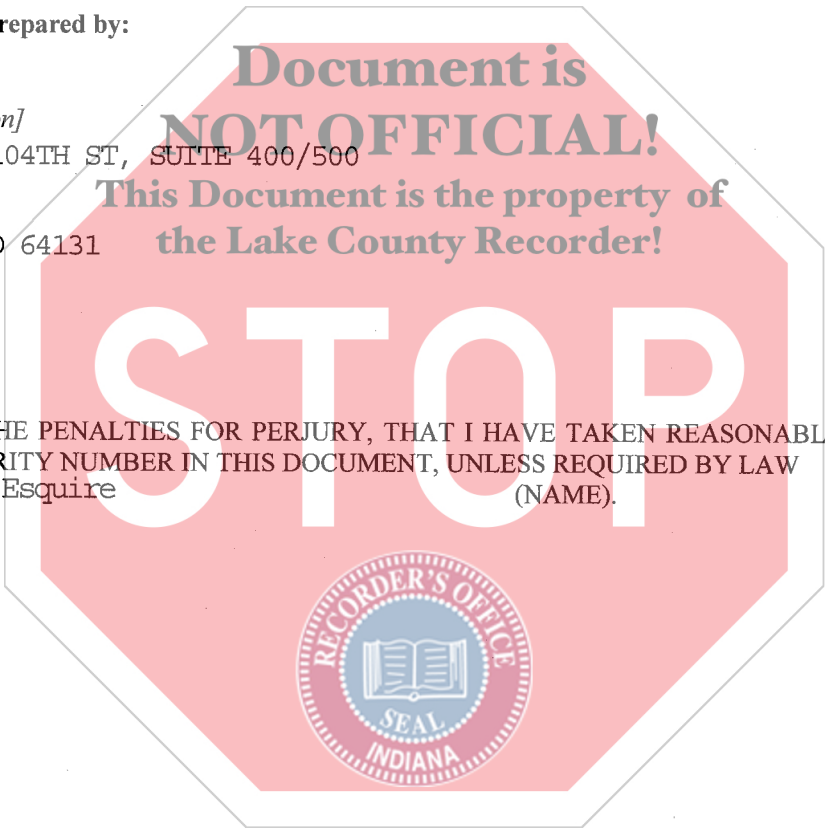 repared by:
Document is
on]
NOT OFFICIAL!
104TH ST, SUITE 400/500
This Document is the property of
the Lake County Recorder!
O 64131
STOP
HE PENALTIES FOR PERJURY, THAT I HAVE TAKEN REASONABL
RITY NUMBER IN THIS DOCUMENT, UNLESS REQUIRED BY LAW
Esquire (NAME).
RECORDER'S OFFICE
SEAL
INDIANA